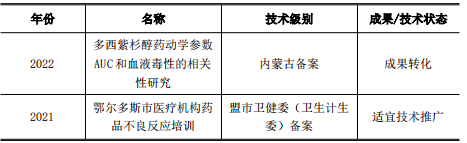 年份 名称 技术级别 成果/技术状态
多西紫杉醇药动学参数
2022 AUC和血液毒性的相关 内蒙古备案 成果转化
性研究
鄂尔多斯市医疗机构药 盟市卫健委（卫生计生
2021 适宜技术推广
品不良反应培训 委）备案